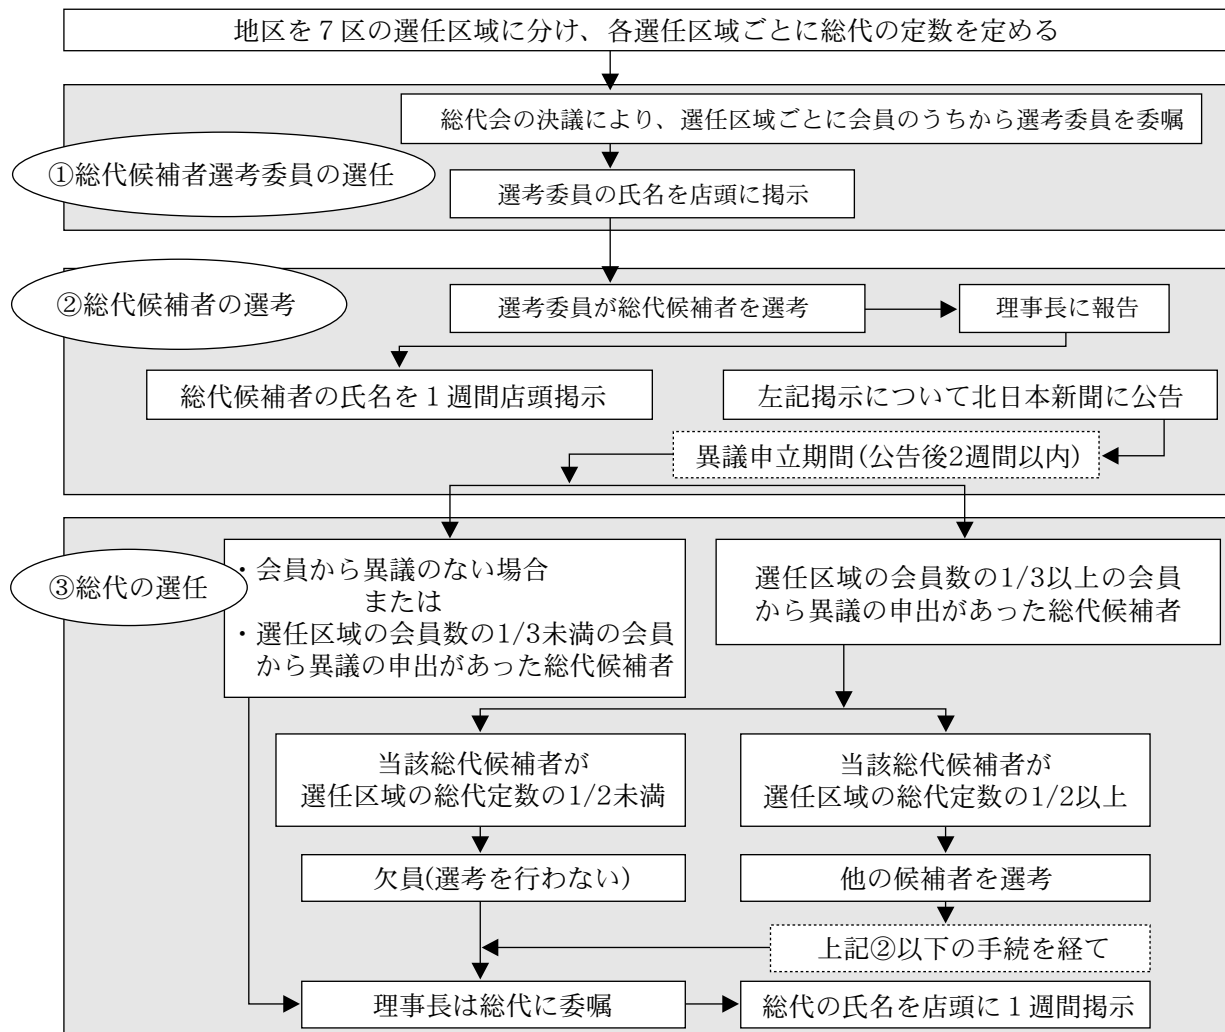 地区を７区の選任区域に分け、各選任区域ごとに総代の定数を定める
総代会の決議により、選任区域ごとに会員のうちから選考委員を委嘱
①総代候補者選考委員の選任
選考委員の氏名を店頭に掲示
②総代候補者の選考
選考委員が総代候補者を選考
理事長に報告
総代候補者の氏名を１週間店頭掲示
左記掲示について北日本新聞に公告
異議申立期間(公告後2週間以内)
③総代の選任
・会員から異議のない場合
または
・選任区域の会員数の1/3未満の会員
から異議の申出があった総代候補者
選任区域の会員数の1/3以上の会員
から異議の申出があった総代候補者
当該総代候補者が
選任区域の総代定数の1/2未満
当該総代候補者が
選任区域の総代定数の1/2以上
欠員(選考を行わない)
他の候補者を選考
上記②以下の手続を経て
理事長は総代に委嘱
総代の氏名を店頭に１週間掲示